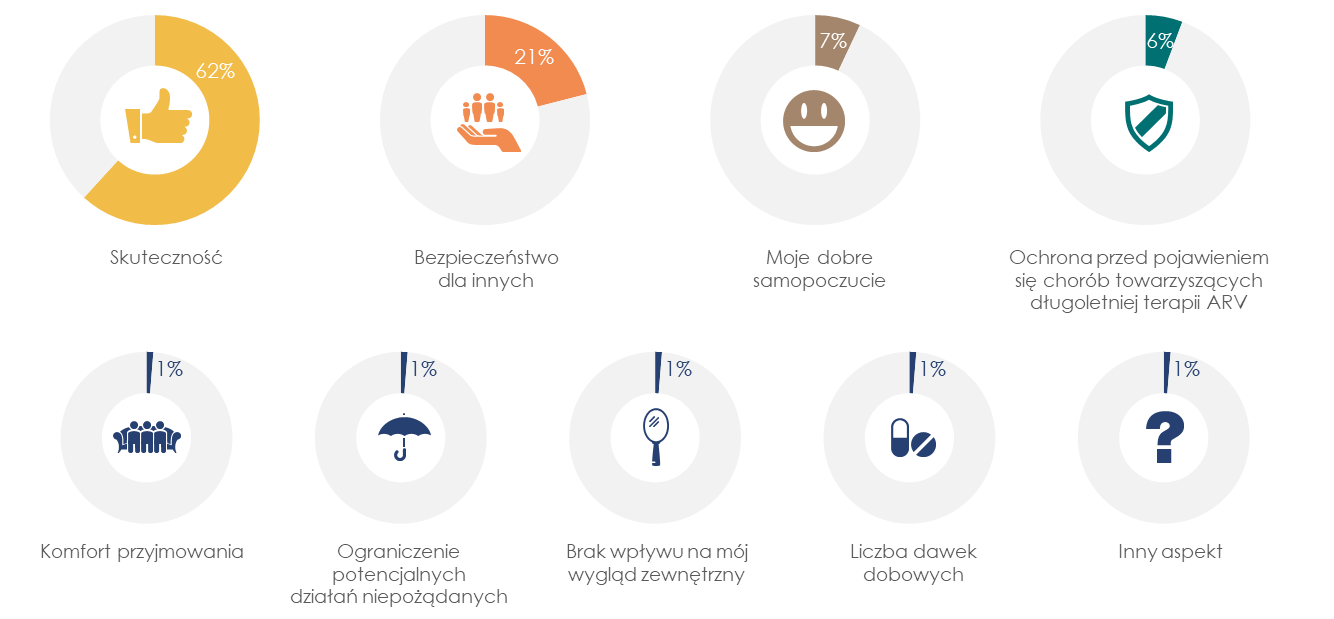 62%
21%
7%
6%
Skuteczność
Bezpieczeństwo
dla innych
Moje dobre
samopoczucie
Ochrona przed pojawieniem
się chorób towarzyszących
długoletniej terapii ARV
1%
1%
1%
1%
1%
Komfort przyjmowania
Ograniczenie
potencjalnych
działań niepożądanych
Brak wpływu na mój
wygląd zewnętrzny
Liczba dawek
dobowych
Inny aspekt